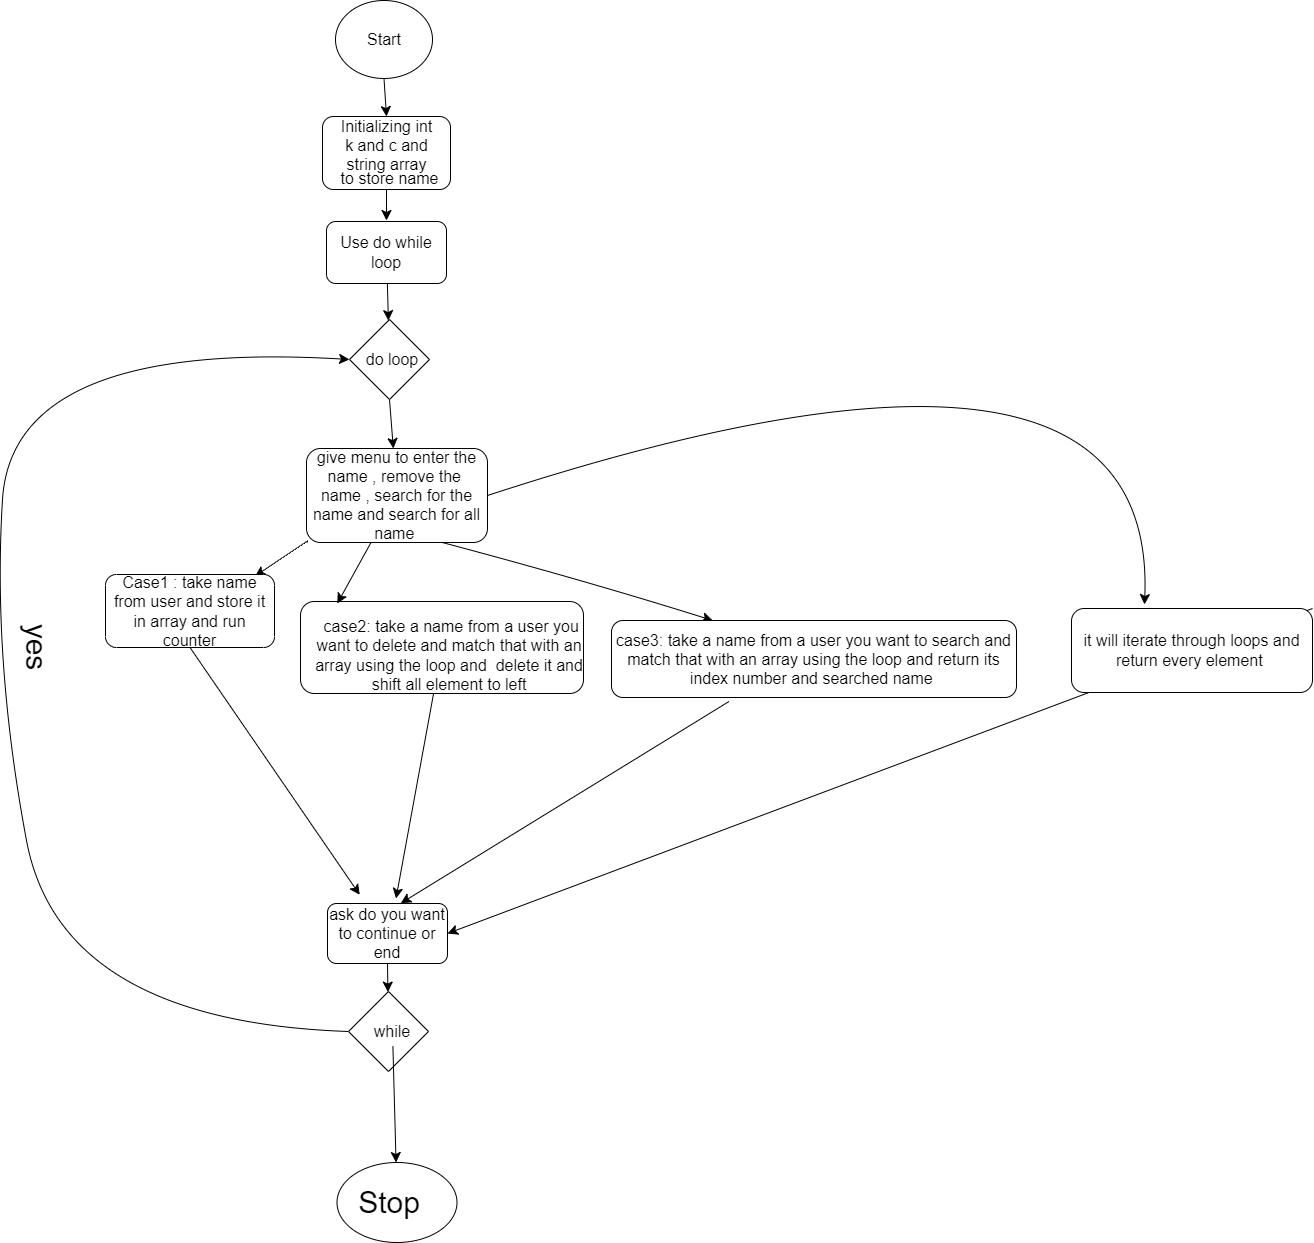 Start
Initializing int
k and c and
string array
to store name
Use do while
loop
do loop
give menu to enter the
name , remove the
name , search for the
name and search for all
name
Case1 : take name
from user and store it
in array and run
counter
case2: take a name from a user you
want to delete and match that with an
array using the loop and  delete it and
shift all element to left
case3: take a name from a user you want to search and
match that with an array using the loop and return its
index number and searched name
it will iterate through loops and
return every element
yes
ask do you want
to continue or
end
while
Stop